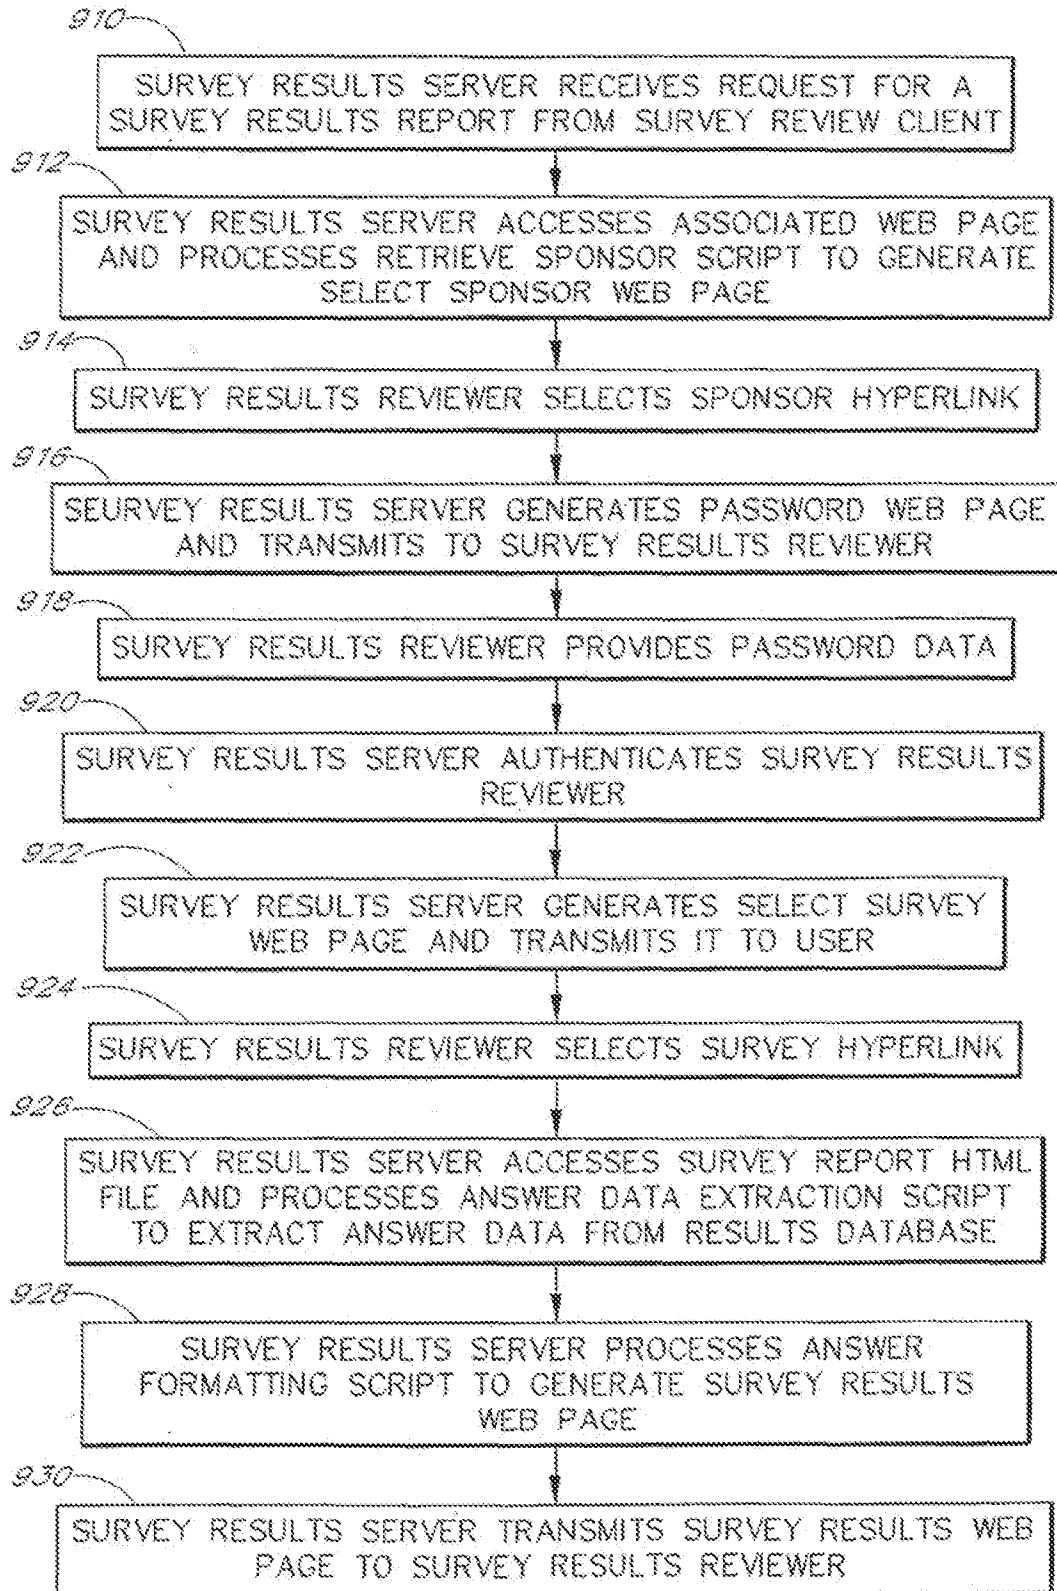 910
SURVEY RESULTS SERVER RECEIVES REQUEST FOR A
SURVEY RESULTS REPORT FROM SURVEY REVIEW CLIENT
912
SURVEY RESULTS SERVER ACCESSES ASSOCIATED WEB PAGE
AND PROCESSES RETRIEVE SPONSOR SCRIPT TO GENERATE
SELECT SPONSOR WEB PAGE
914
SURVEY RESULTS REVIEWER SELECTS SPONSOR HYPERLINK
916
SEURVEY RESULTS SERVER GENERATES PASSWORD WEB PAGE
AND TRANSMITS TO SURVEY RESULTS REVIEWER
918
SURVEY RESULTS REVIEWER PROVIDES PASSWORD DATA
920
SURVEY RESULTS SERVER AUTHENTICATES SURVEY RESULTS
REVIEWER
922
SURVEY RESULTS SERVER GENERATES SELECT SURVEY
WEB PAGE AND TRANSMITS IT TO USER
924
SURVEY RESULTS REVIEWER SELECTS SURVEY HYPERLINK
926
SURVEY RESULTS SERVER ACCESSES SURVEY REPORT HTML
FILE AND PROCESSES ANSWER DATA EXTRACTION SCRIPT
TO EXTRACT ANSWER DATA FROM RESULTS DATABASE
928
SURVEY RESULTS SERVER PROCESSES ANSWER
FORMATTING SCRIPT TO GENERATE SURVEY RESULTS
WEB PAGE
930
SURVEY RESULTS SERVER TRANSMITS SURVEY RESULTS WEB
PAGE TO SURVEY RESULTS REVIEWER